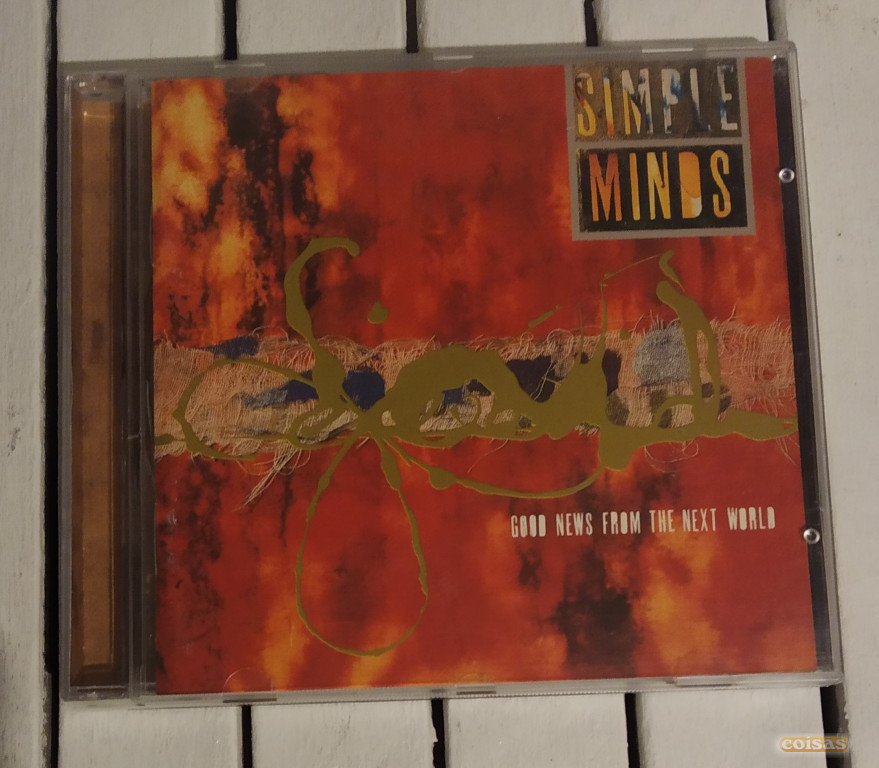 SIMPLE
MINDS
GOOD NEWS FROM THE NEXT WORLD
coisas